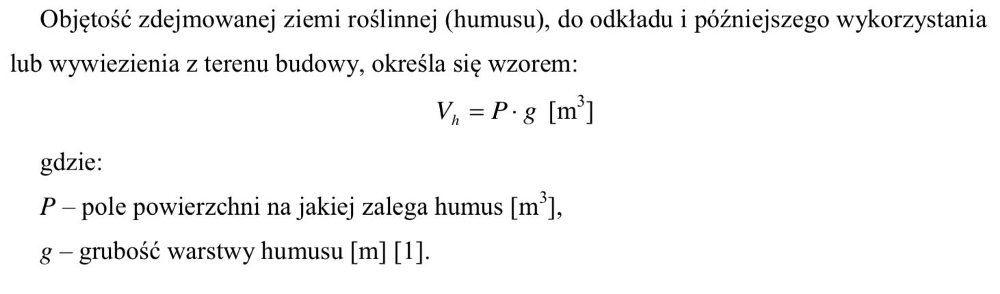 Objętość zdejmowanej ziemi roślinnej (humusu), do odkładu i późniejszego wykorzystania
lub wywiezienia z terenu budowy, określa się wzorem:
V_h = P · g [m³]
gdzie:
P – pole powierzchni na jakiej zalega humus [m³],
g – grubość warstwy humusu [m] [1].